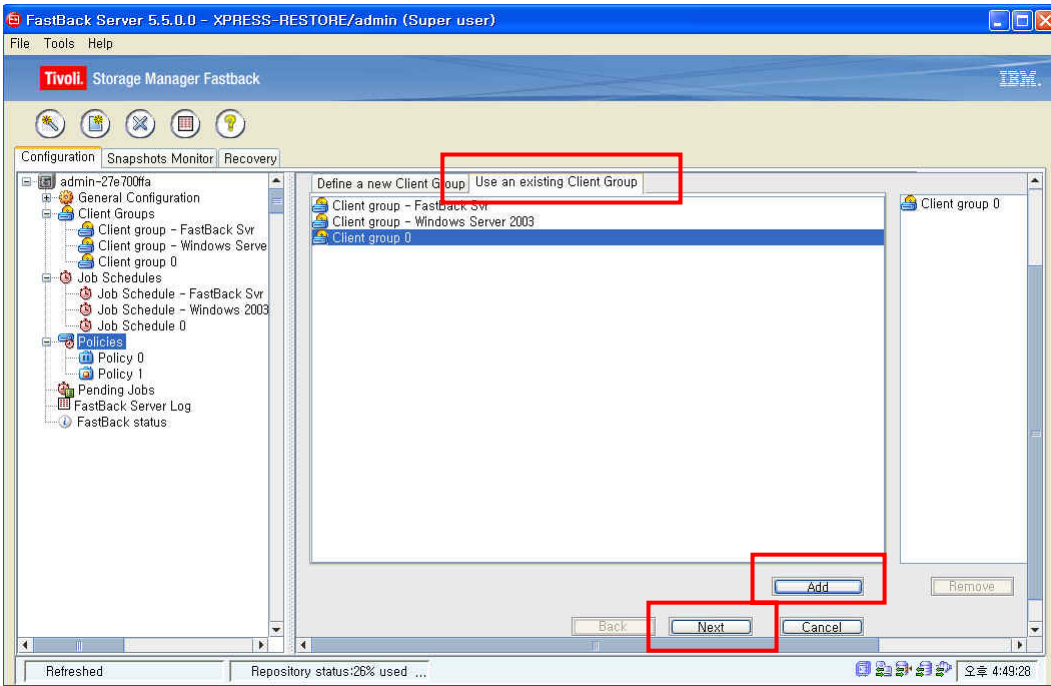 FastBack Server 5.5.0.0 - XPRESS-RESTORE/admin (Super user)
File Tools Help
Tivoli. Storage Manager Fastback
IBM.
Configuration Snapshots Monitor Recovery
admin-27e700ffa
General Configuration
Client Groups
Client group - FastBack Svr
Client group - Windows Serve
Client group 0
Job Schedules
Job Schedule - FastBack Svr
Job Schedule - Windows 2003
Job Schedule 0
Policies
Policy 0
Policy 1
Pending Jobs
FastBack Server Log
FastBack status
Define a new Client Group Use an existing Client Group
Client group - FastBack Svr
Client group - Windows Server 2003
Client group 0
Client group 0
Add Remove
Back Next Cancel
Refreshed Repository status:26% used ... 오후 4:49:28